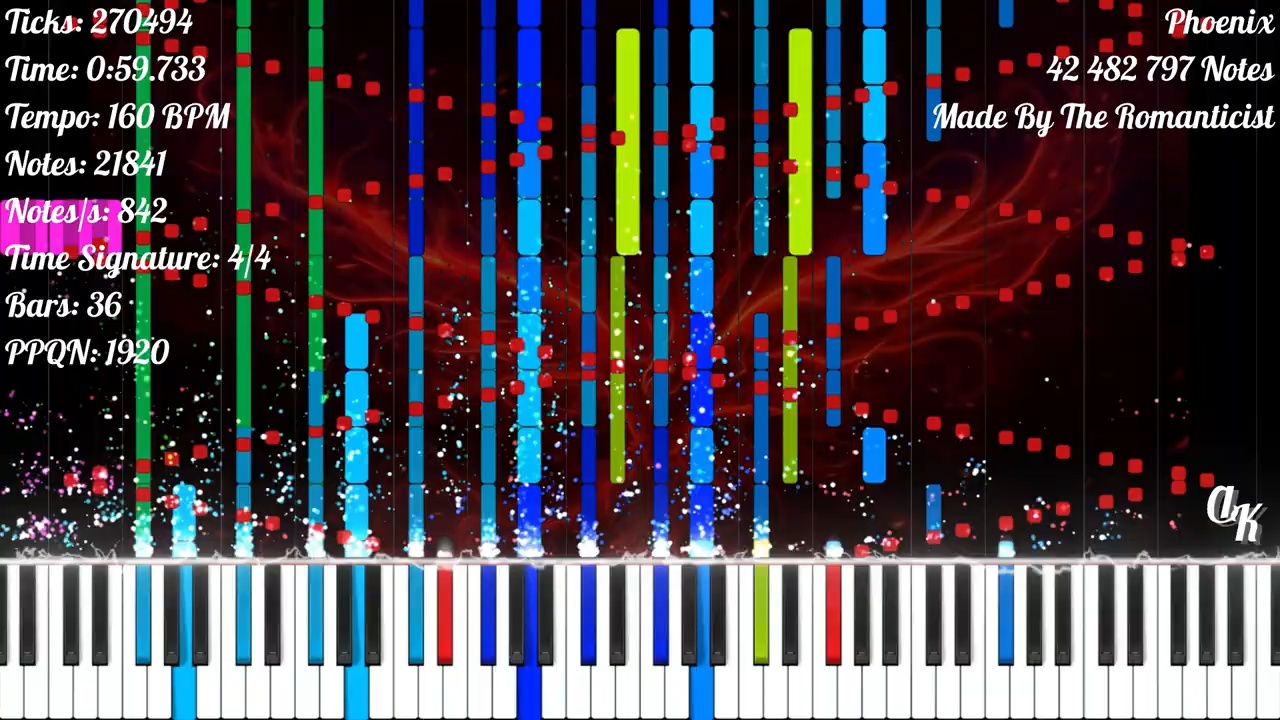 Ticks: 270494
Time: 0:59.733
Tempo: 160 BPM
Notes: 21841
Notes/s: 842
Time Signature: 4/4
Bars: 36
PPQN: 1920
Phoenix
42 482 797 Notes
Made By The Romanticist
aK